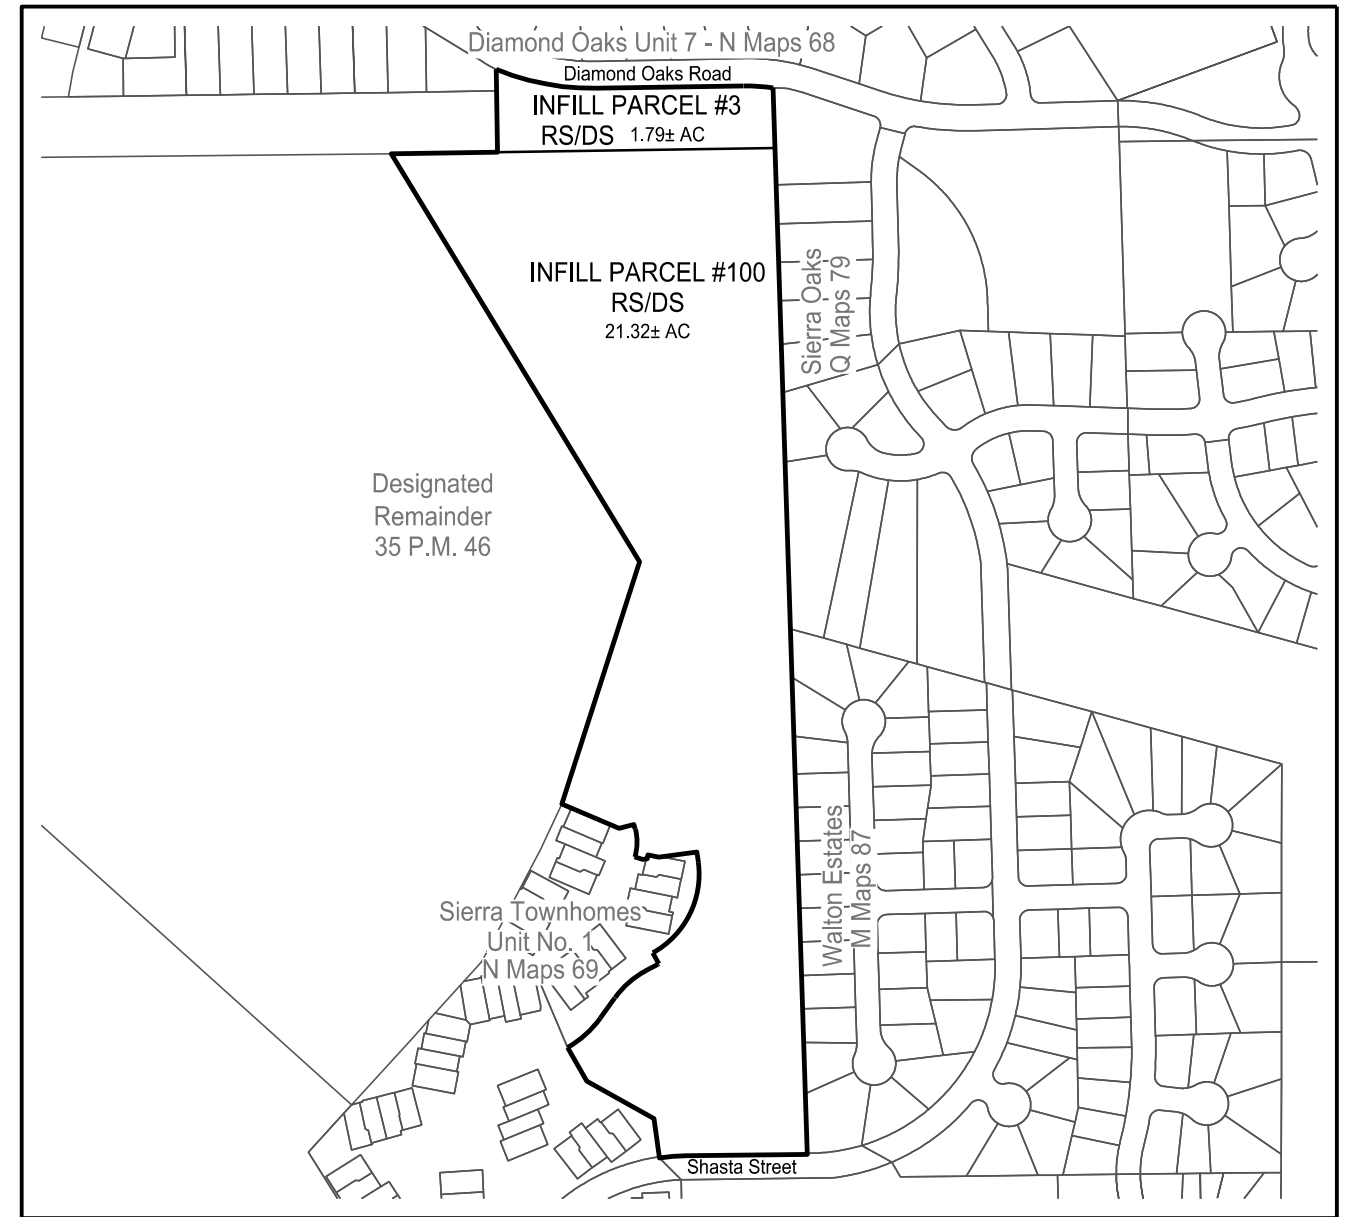 Diamond Oaks Unit 7 - N Maps 68
Diamond Oaks Road
INFILL PARCEL #3
RS/DS 1.79± AC
INFILL PARCEL #100
RS/DS
21.32± AC
Sierra Oaks
Q Maps 79
Designated
Remainder
35 P.M. 46
Walton Estates
M Maps 87
Sierra Townhomes
Unit No. 1
N Maps 69
Shasta Street